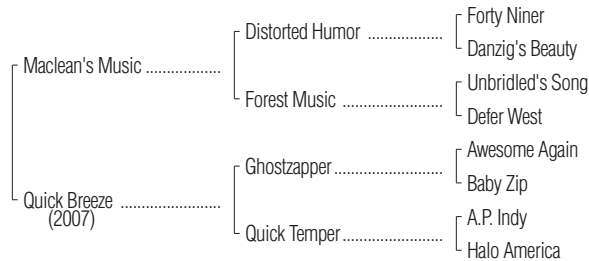 Forty Niner
Distorted Humor ..................
Danzig's Beauty
Maclean's Music ..................
Unbridled's Song
Forest Music ........................
Defer West
Awesome Again
Ghostzapper..........................
Baby Zip
Quick Breeze ........................
(2007)
A.P. Indy
Quick Temper........................
Halo America